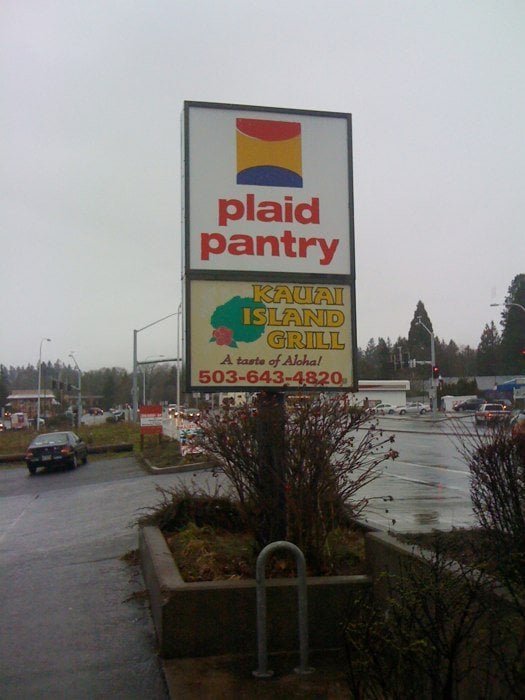 plaid
pantry
KAUAI
ISLAND
GRILL
A taste of Aloha!
503-643-4820